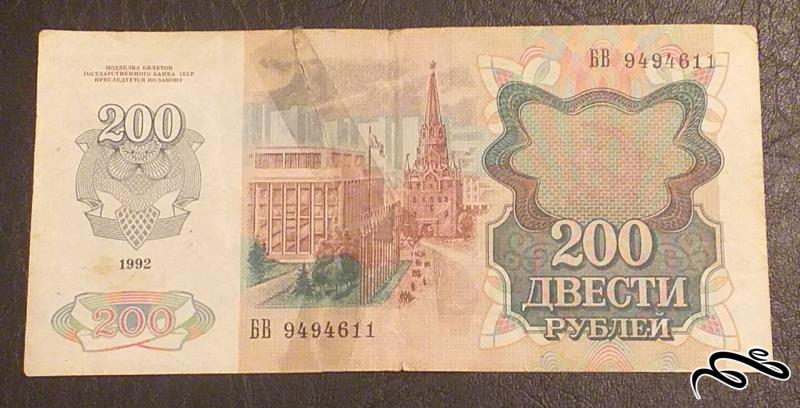 ПОДДЕЛКА БИЛЕТОВ
ГОСУДАРСТВЕННОГО БАНКА СССР
ПРЕСЛЕДУЕТСЯ ПО ЗАКОНУ
200
1992
200
БВ 9494611
БВ 9494611
200
ДВЕСТИ
РУБЛЕЙ